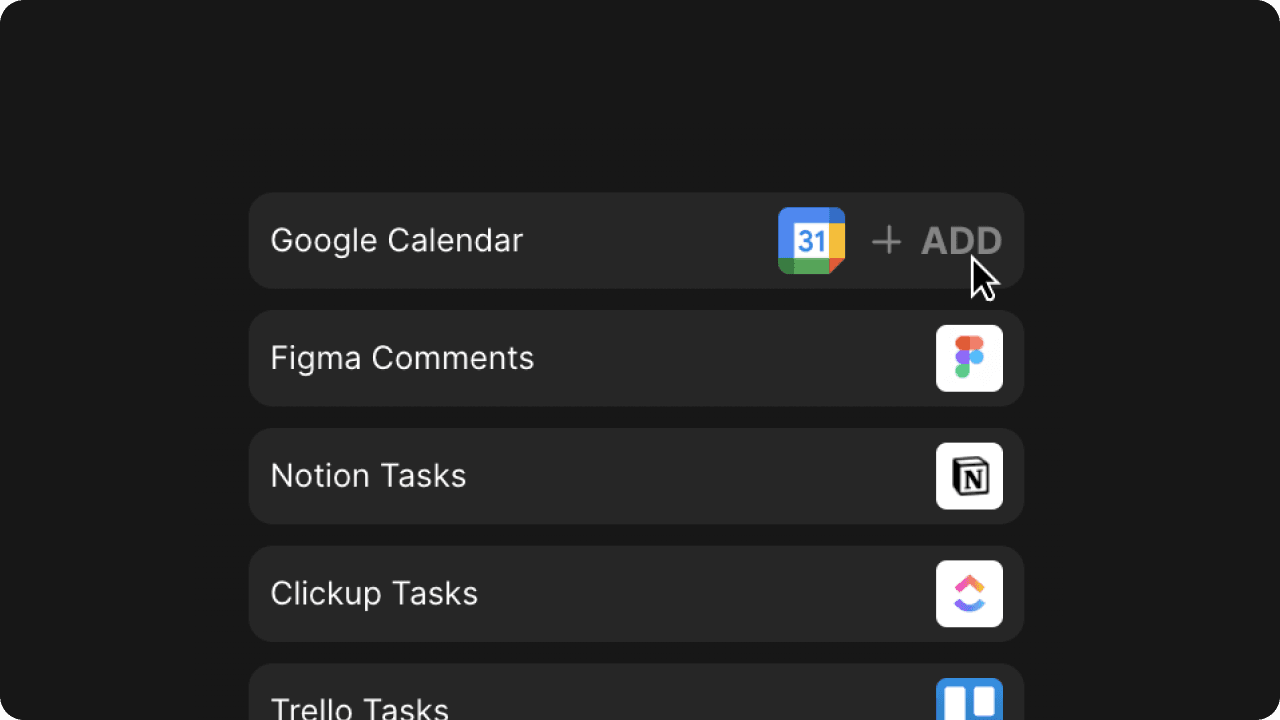 Google Calendar 31 + ADD
Figma Comments
Notion Tasks N
Clickup Tasks
Trello Tasks